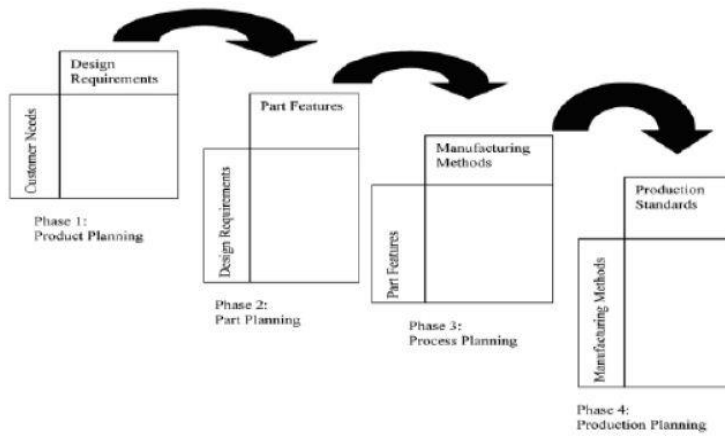 Design
Requirements
Customer Needs
Phase 1:
Product Planning
Part Features
Design Requirements
Phase 2:
Part Planning
Manufacturing
Methods
Part Features
Phase 3:
Process Planning
Production
Standards
Manufacturing Methods
Phase 4:
Production Planning